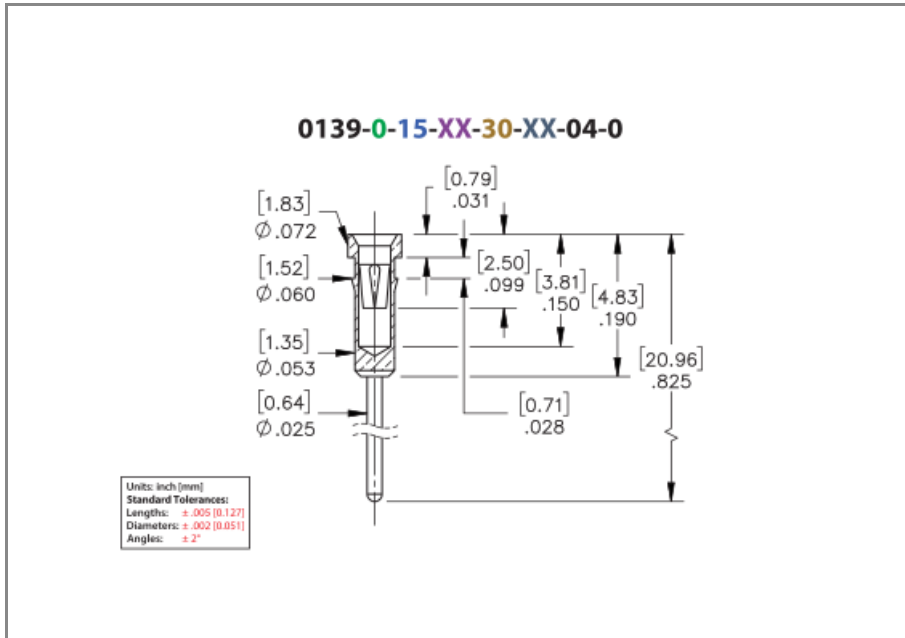 0139-0-15-XX-30-XX-04-0
[0.79]
.031
[1.83]
Ø.072
[1.52]
Ø.060
[2.50]
.099
[3.81]
.150
[4.83]
.190
[1.35]
Ø.053
[20.96]
.825
[0.64]
Ø.025
[0.71]
.028
Units: inch [mm]
Standard Tolerances:
Lengths: ± .005 [0.127]
Diameters: ± .002 [0.051]
Angles: ± 2°